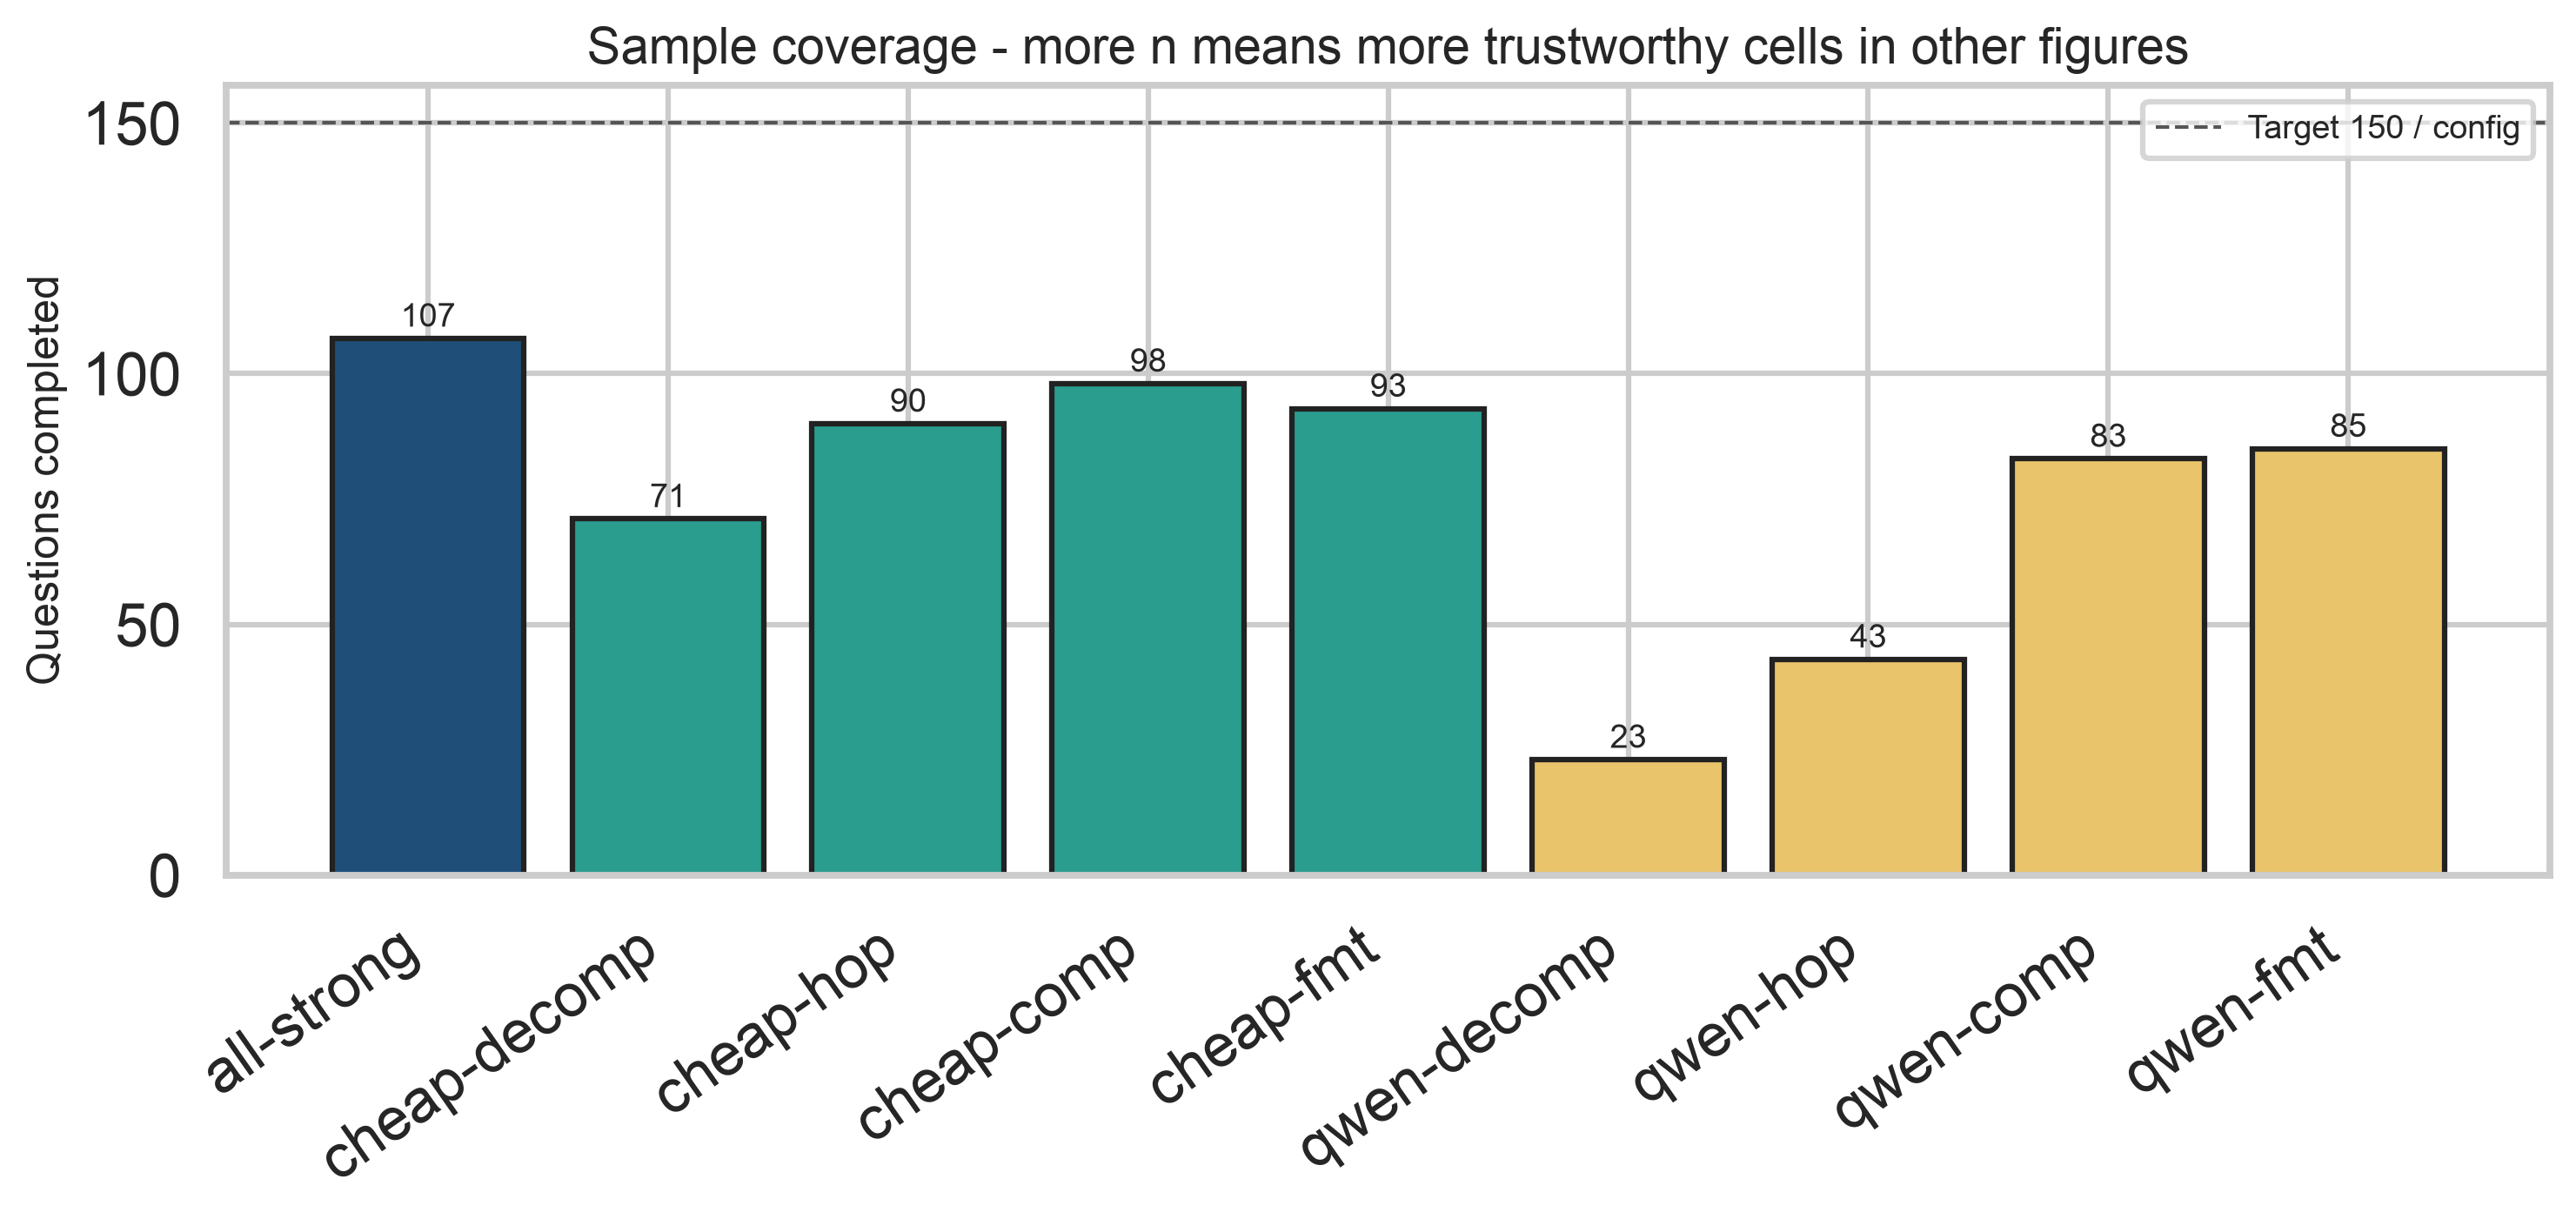 Sample coverage - more n means more trustworthy cells in other figures
Target 150 / config
Questions completed
150
100
50
0
107
71
90
98
93
23
43
83
85
all-strong
cheap-decomp
cheap-hop
cheap-comp
cheap-fmt
qwen-decomp
qwen-hop
qwen-comp
qwen-fmt